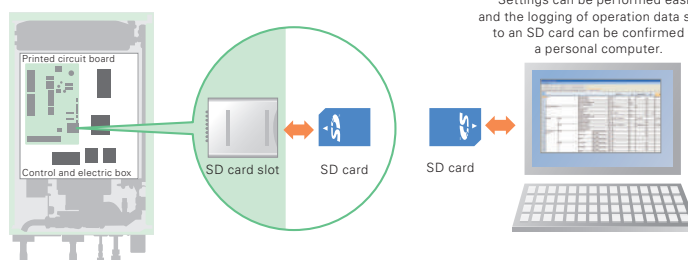 Settings can be performed easi
and the logging of operation data s
to an SD card can be confirmed
a personal computer.
Printed circuit board
SD card slot
SD card
SD card
Control and electric box